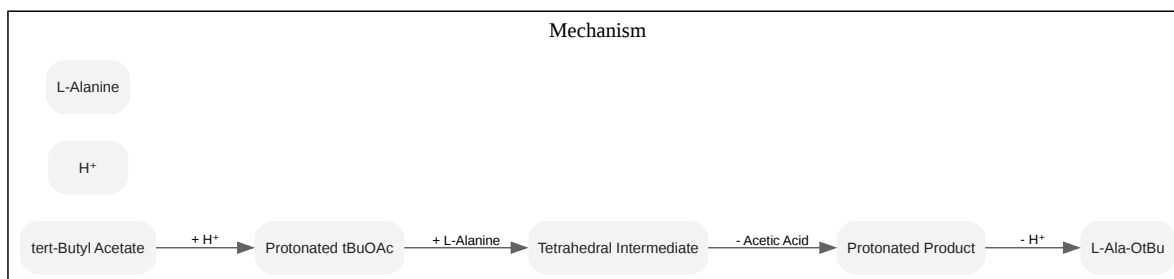 Mechanism
L-Alanine
H⁺
tert-Butyl Acetate
+ H⁺
Protonated tBuOAc
+ L-Alanine
Tetrahedral Intermediate
- Acetic Acid
Protonated Product
- H⁺
L-Ala-OtBu